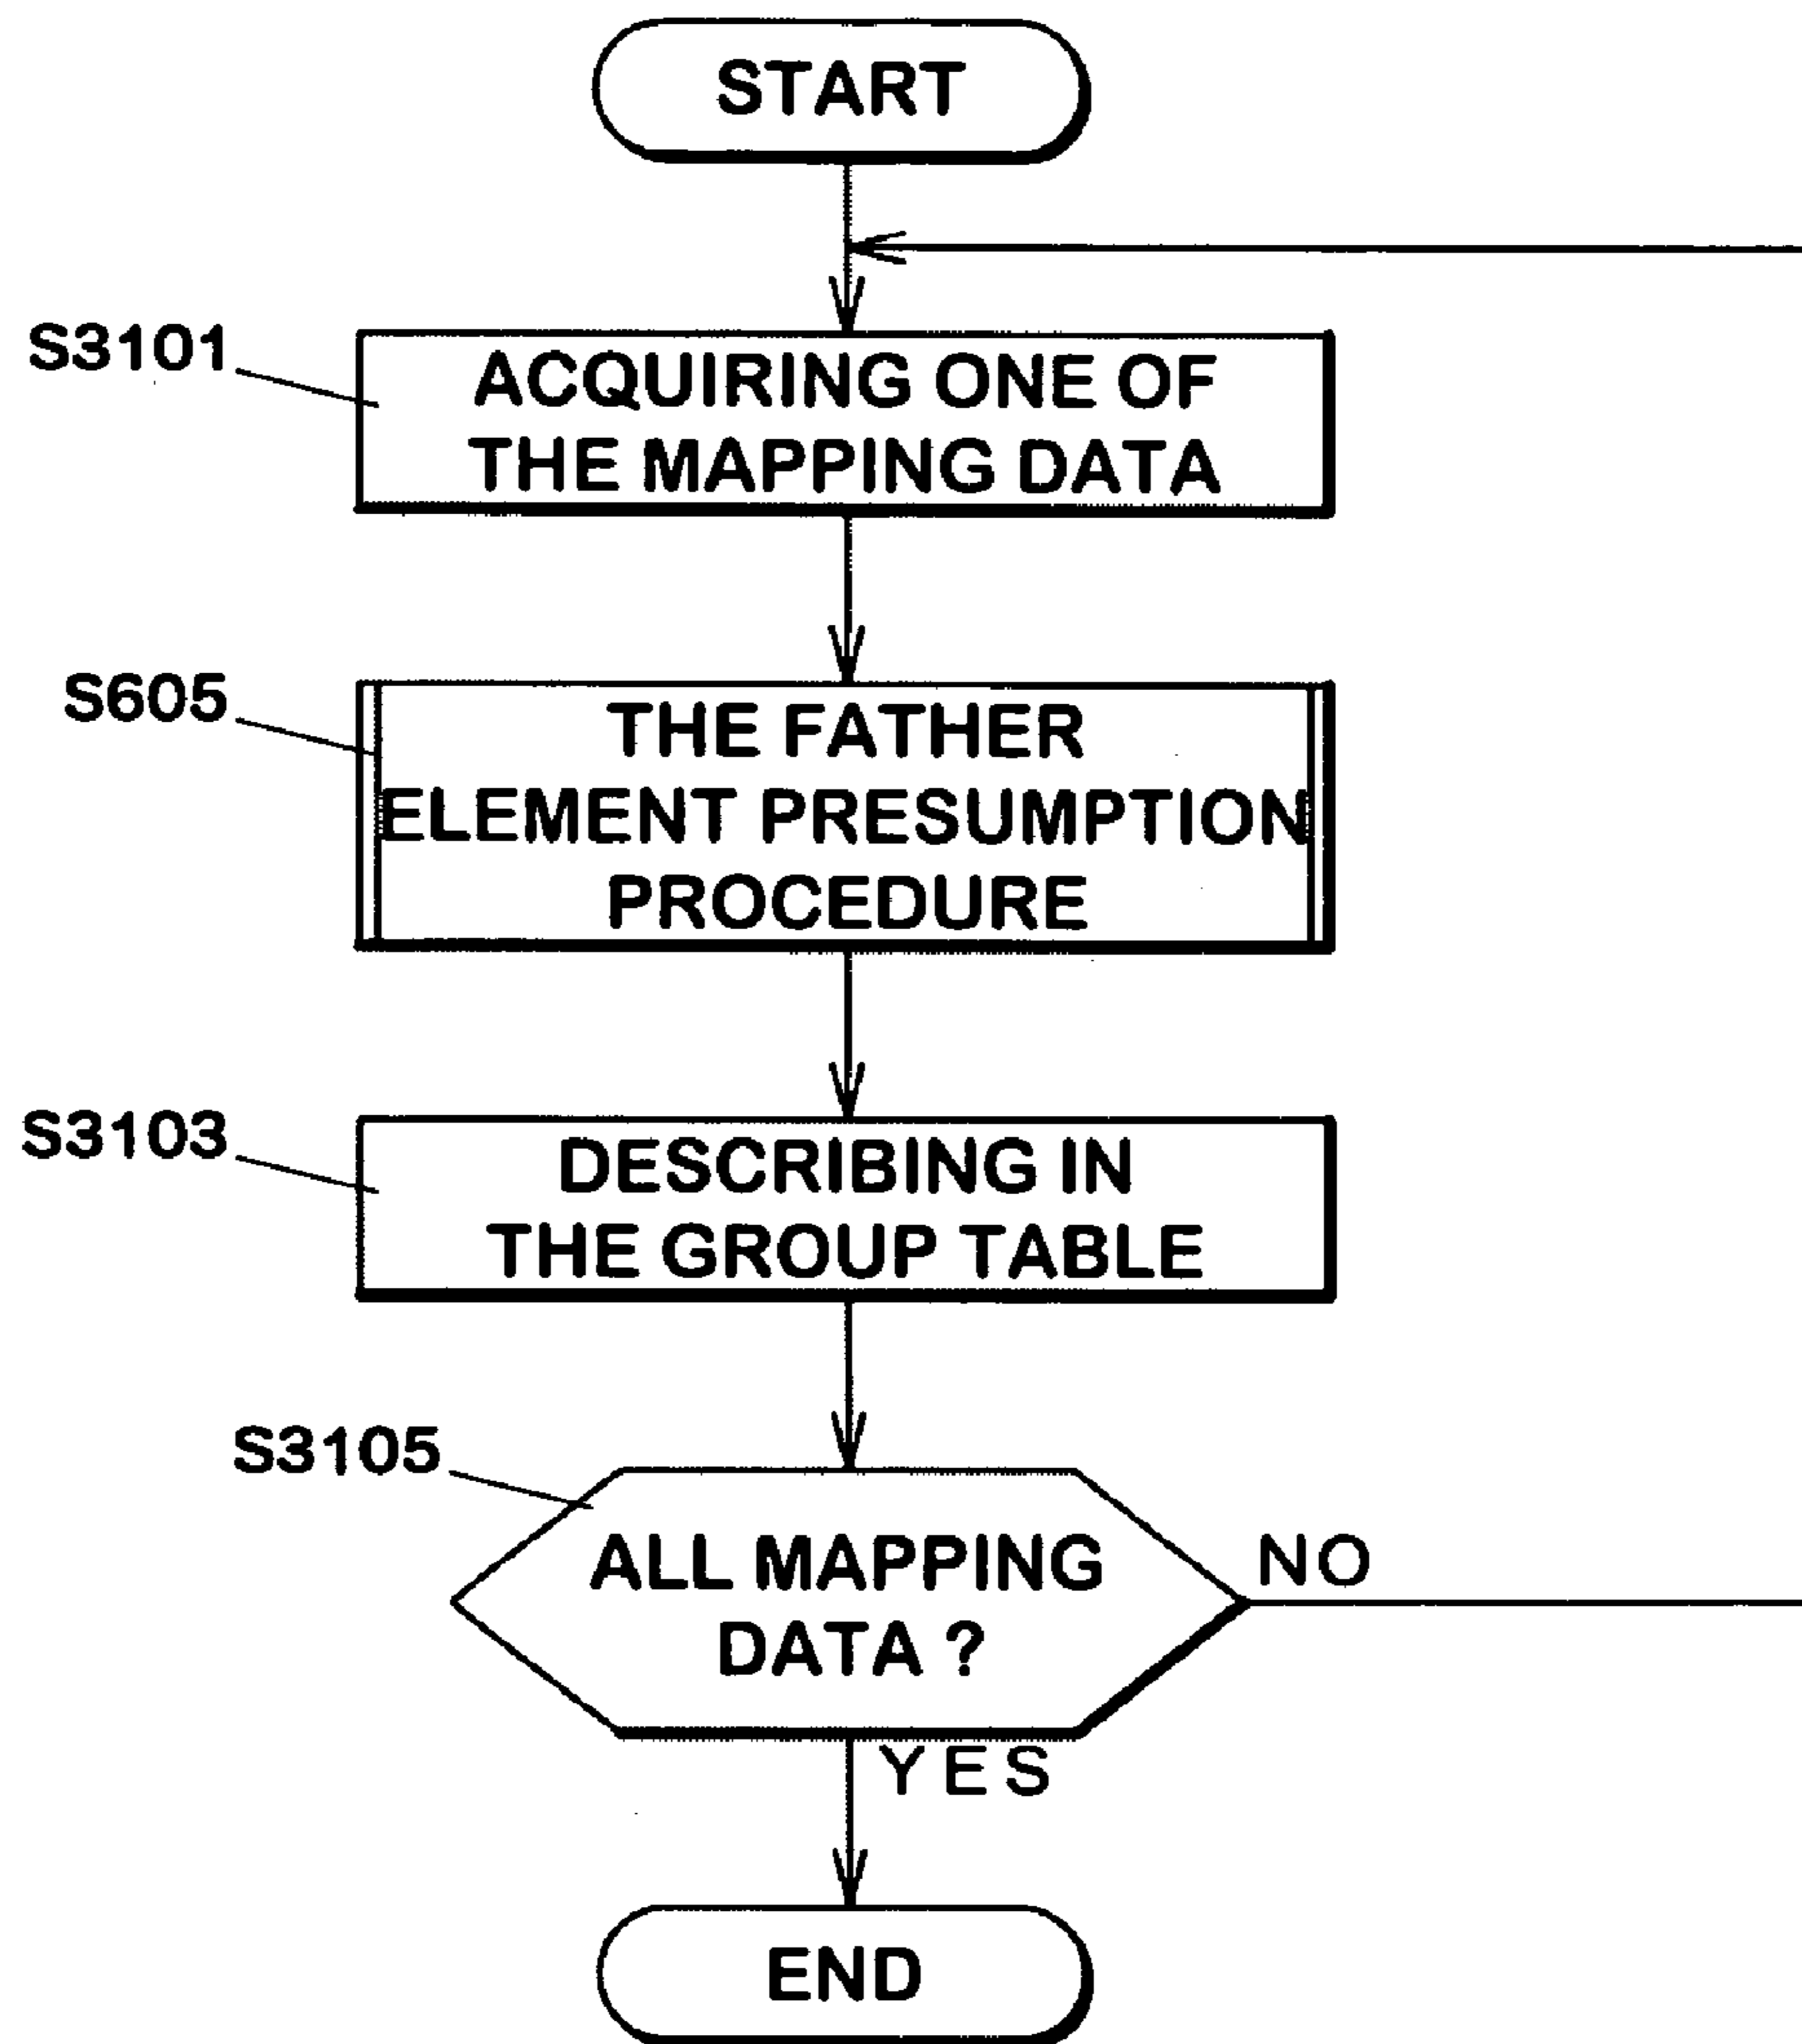 START
S3101
ACQUIRING ONE OF
THE MAPPING DATA
S605
THE FATHER
ELEMENT PRESUMPTION
PROCEDURE
S3103
DESCRIBING IN
THE GROUP TABLE
S3105
ALL MAPPING
DATA ?
NO
YES
END